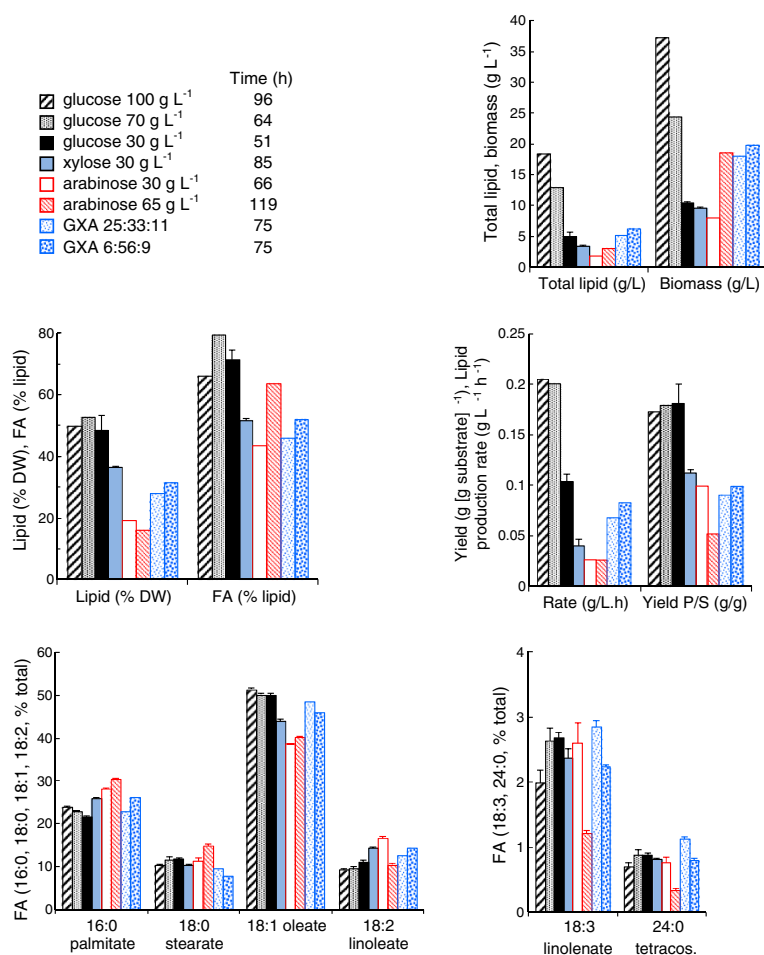 Time (h)
glucose 100 g L⁻¹ 96
glucose 70 g L⁻¹ 64
glucose 30 g L⁻¹ 51
xylose 30 g L⁻¹ 85
arabinose 30 g L⁻¹ 66
arabinose 65 g L⁻¹ 119
GXA 25:33:11 75
GXA 6:56:9 75
Total lipid, biomass (g L⁻¹)
40
35
30
25
20
15
10
5
0
Total lipid (g/L) Biomass (g/L)
Lipid (% DW), FA (% lipid)
80
60
40
20
0
Lipid (% DW) FA (% lipid)
Yield (g [g substrate]⁻¹), Lipid
production rate (g L⁻¹ h⁻¹)
0.25
0.2
0.15
0.1
0.05
0
Rate (g/L.h) Yield P/S (g/g)
FA (16:0, 18:0, 18:1, 18:2, % total)
60
50
40
30
20
10
0
16:0 18:0 18:1 oleate 18:2
palmitate stearate linoleate
FA (18:3, 24:0, % total)
4
3
2
1
0
18:3 24:0
linolenate tetracos.